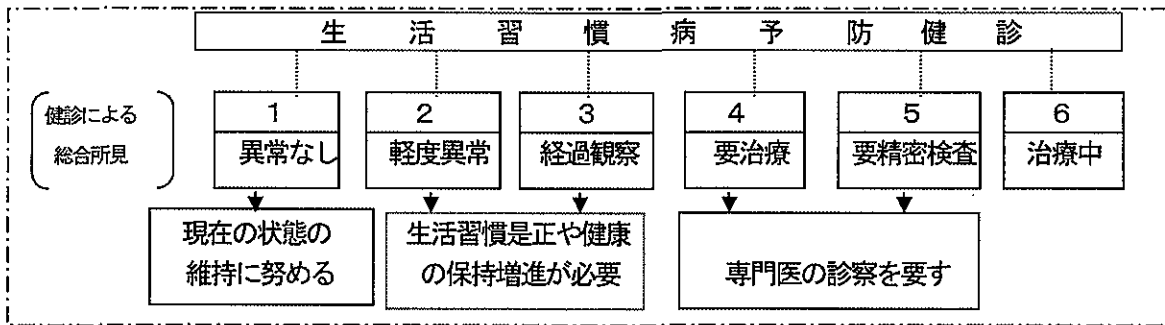 生活習慣病予防健診
健診による
総合所見
1
異常なし
2
軽度異常
3
経過観察
4
要治療
5
要精密検査
6
治療中
現在の状態の
維持に努める
生活習慣是正や健康
の保持増進が必要
専門医の診察を要す